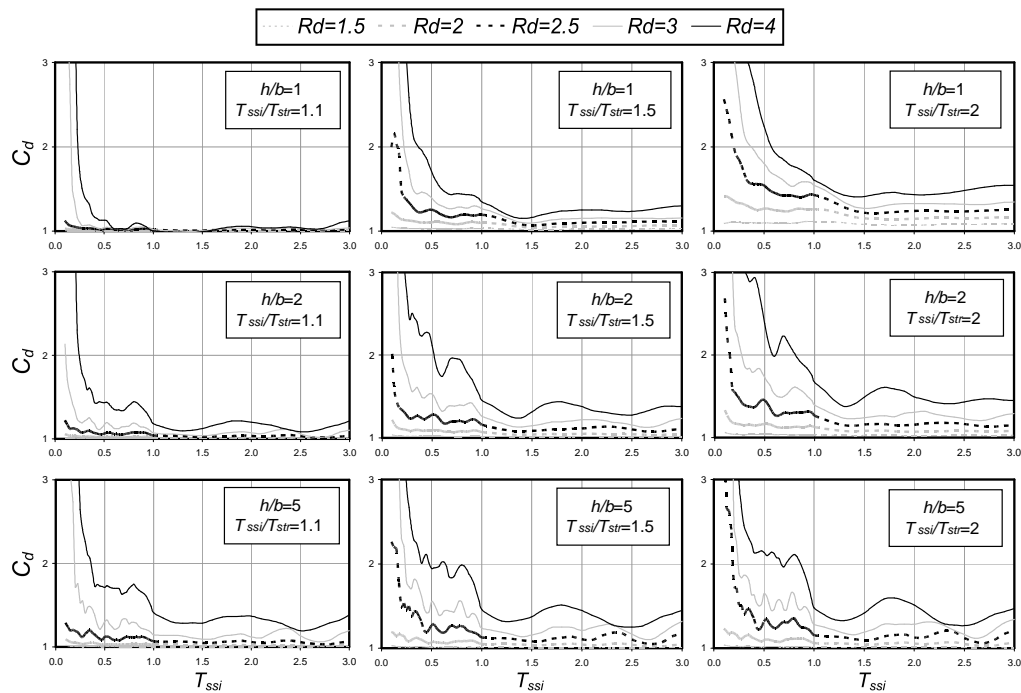 Rd=1.5 Rd=2 Rd=2.5 Rd=3 Rd=4
3 3 3
h/b=1 h/b=1 h/b=1
Tssi/Tstr=1.1 Tssi/Tstr=1.5 Tssi/Tstr=2
Cd 2 2 2
1 1 1
0.0 0.5 1.0 1.5 2.0 2.5 3.0 0.0 0.5 1.0 1.5 2.0 2.5 3.0 0.0 0.5 1.0 1.5 2.0 2.5 3.0
3 3 3
h/b=2 h/b=2 h/b=2
Tssi/Tstr=1.1 Tssi/Tstr=1.5 Tssi/Tstr=2
Cd 2 2 2
1 1 1
0.0 0.5 1.0 1.5 2.0 2.5 3.0 0.0 0.5 1.0 1.5 2.0 2.5 3.0 0.0 0.5 1.0 1.5 2.0 2.5 3.0
3 3 3
h/b=5 h/b=5 h/b=5
Tssi/Tstr=1.1 Tssi/Tstr=1.5 Tssi/Tstr=2
Cd 2 2 2
1 1 1
0.0 0.5 1.0 1.5 2.0 2.5 3.0 0.0 0.5 1.0 1.5 2.0 2.5 3.0 0.0 0.5 1.0 1.5 2.0 2.5 3.0
Tssi Tssi Tssi